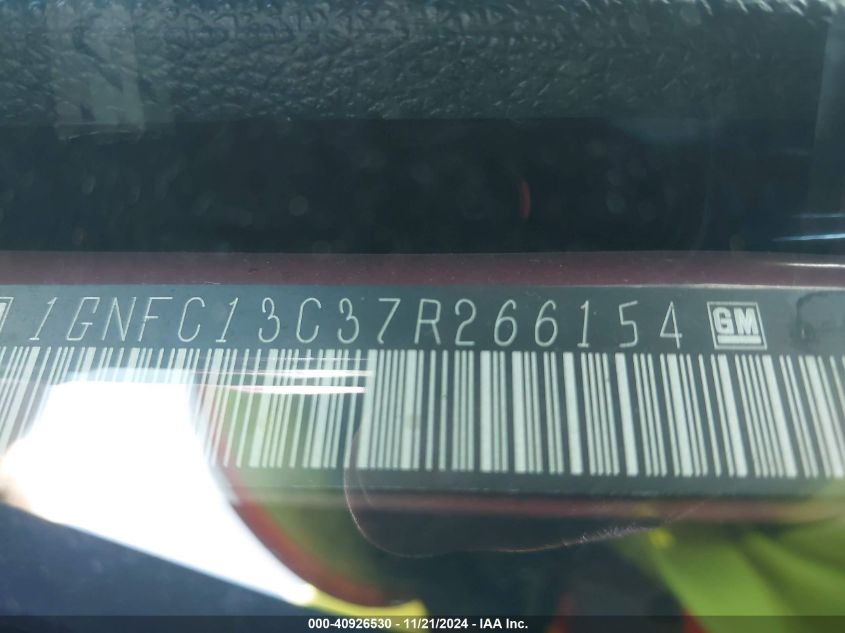 1GNFC13C37R266154 GM
000-40926530 - 11/21/2024 - IAA Inc.